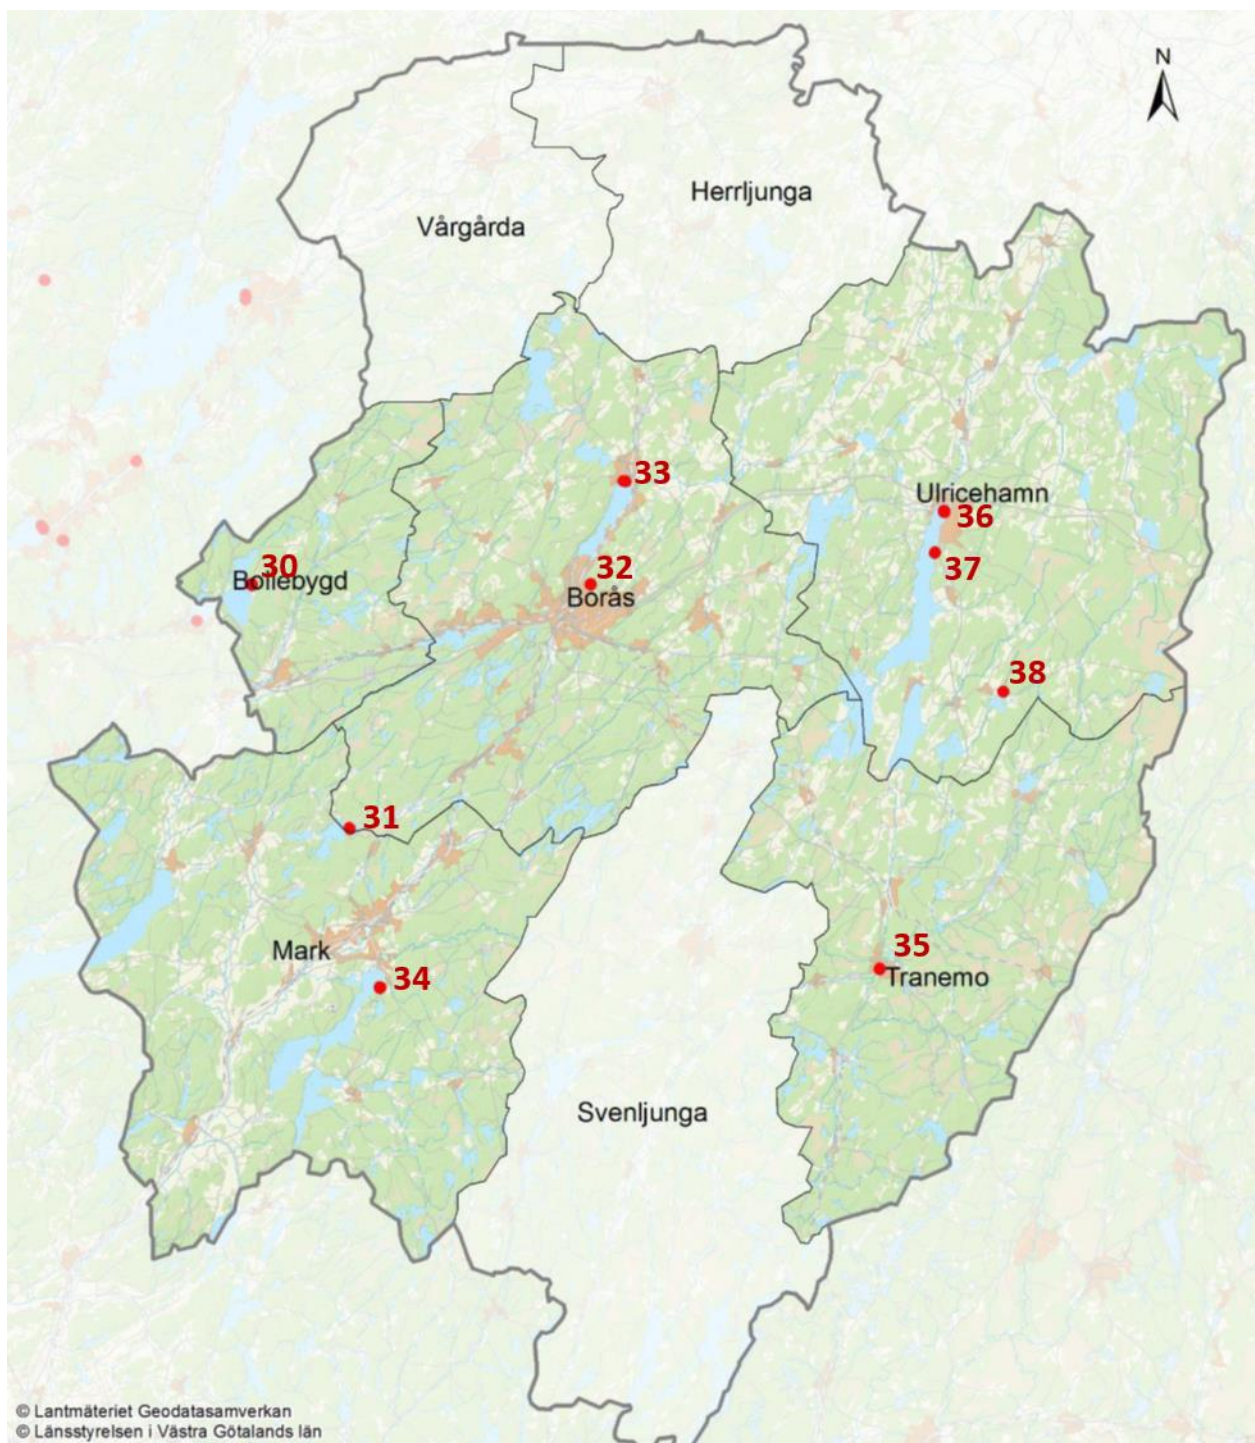 N
Herrljunga
Vårgårda
33
Ulricehamn
36
30
Bollebygd
32
Borås
37
38
31
Mark
34
35
Tranemo
Svenljunga
© Lantmäteriet Geodatasamverkan
© Länsstyrelsen i Västra Götalands län